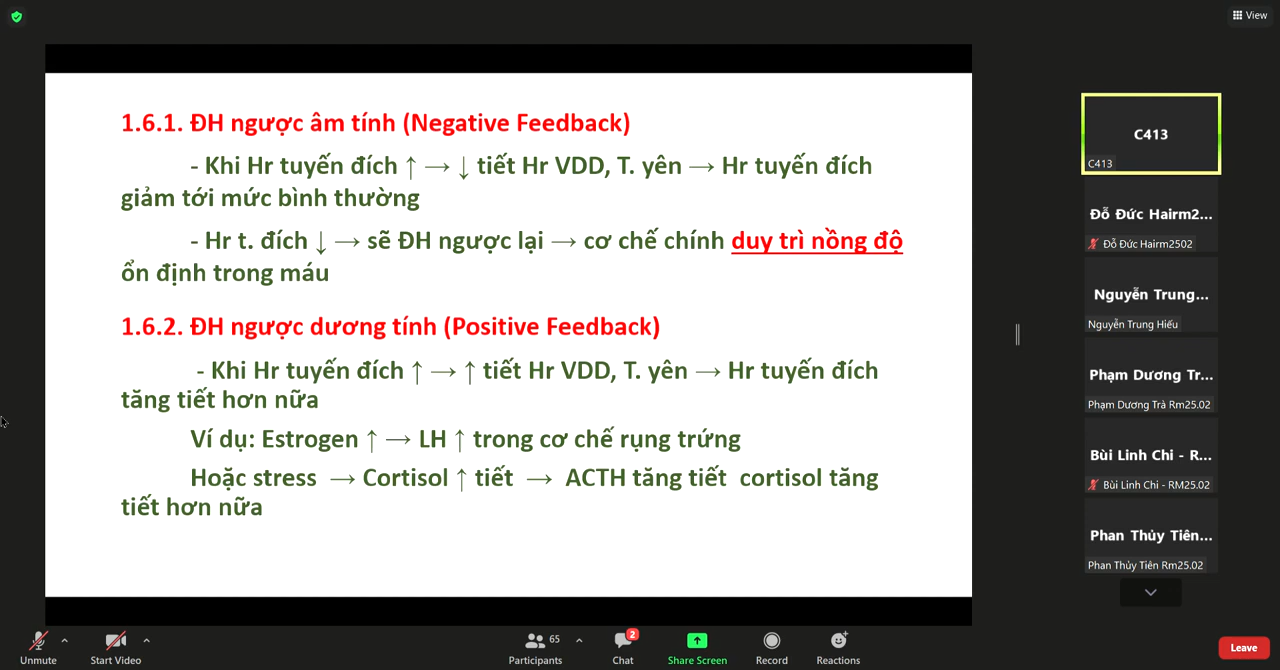 View
1.6.1. ĐH ngược âm tính (Negative Feedback)
- Khi Hr tuyến đích ↑ → ↓ tiết Hr VDD, T. yên → Hr tuyến đích
giảm tới mức bình thường
- Hr t. đích ↓ → sẽ ĐH ngược lại → cơ chế chính duy trì nồng độ
ổn định trong máu
1.6.2. ĐH ngược dương tính (Positive Feedback)
- Khi Hr tuyến đích ↑ → ↑ tiết Hr VDD, T. yên → Hr tuyến đích
tăng tiết hơn nữa
Ví dụ: Estrogen ↑ → LH ↑ trong cơ chế rụng trứng
Hoặc stress → Cortisol ↑ tiết → ACTH tăng tiết cortisol tăng
tiết hơn nữa
C413
C413
Đỗ Đức Hairm2...
Đỗ Đức Hairm2502
Nguyễn Trung...
Nguyễn Trung Hiếu
Phạm Dương Tr...
Phạm Dương Trà Rm25.02
Bùi Linh Chi - R...
Bùi Linh Chi - RM25.02
Phan Thủy Tiên...
Phan Thủy Tiên Rm25.02
Unmute
Start Video
65
Participants
2
Chat
Share Screen
Record
Reactions
Leave